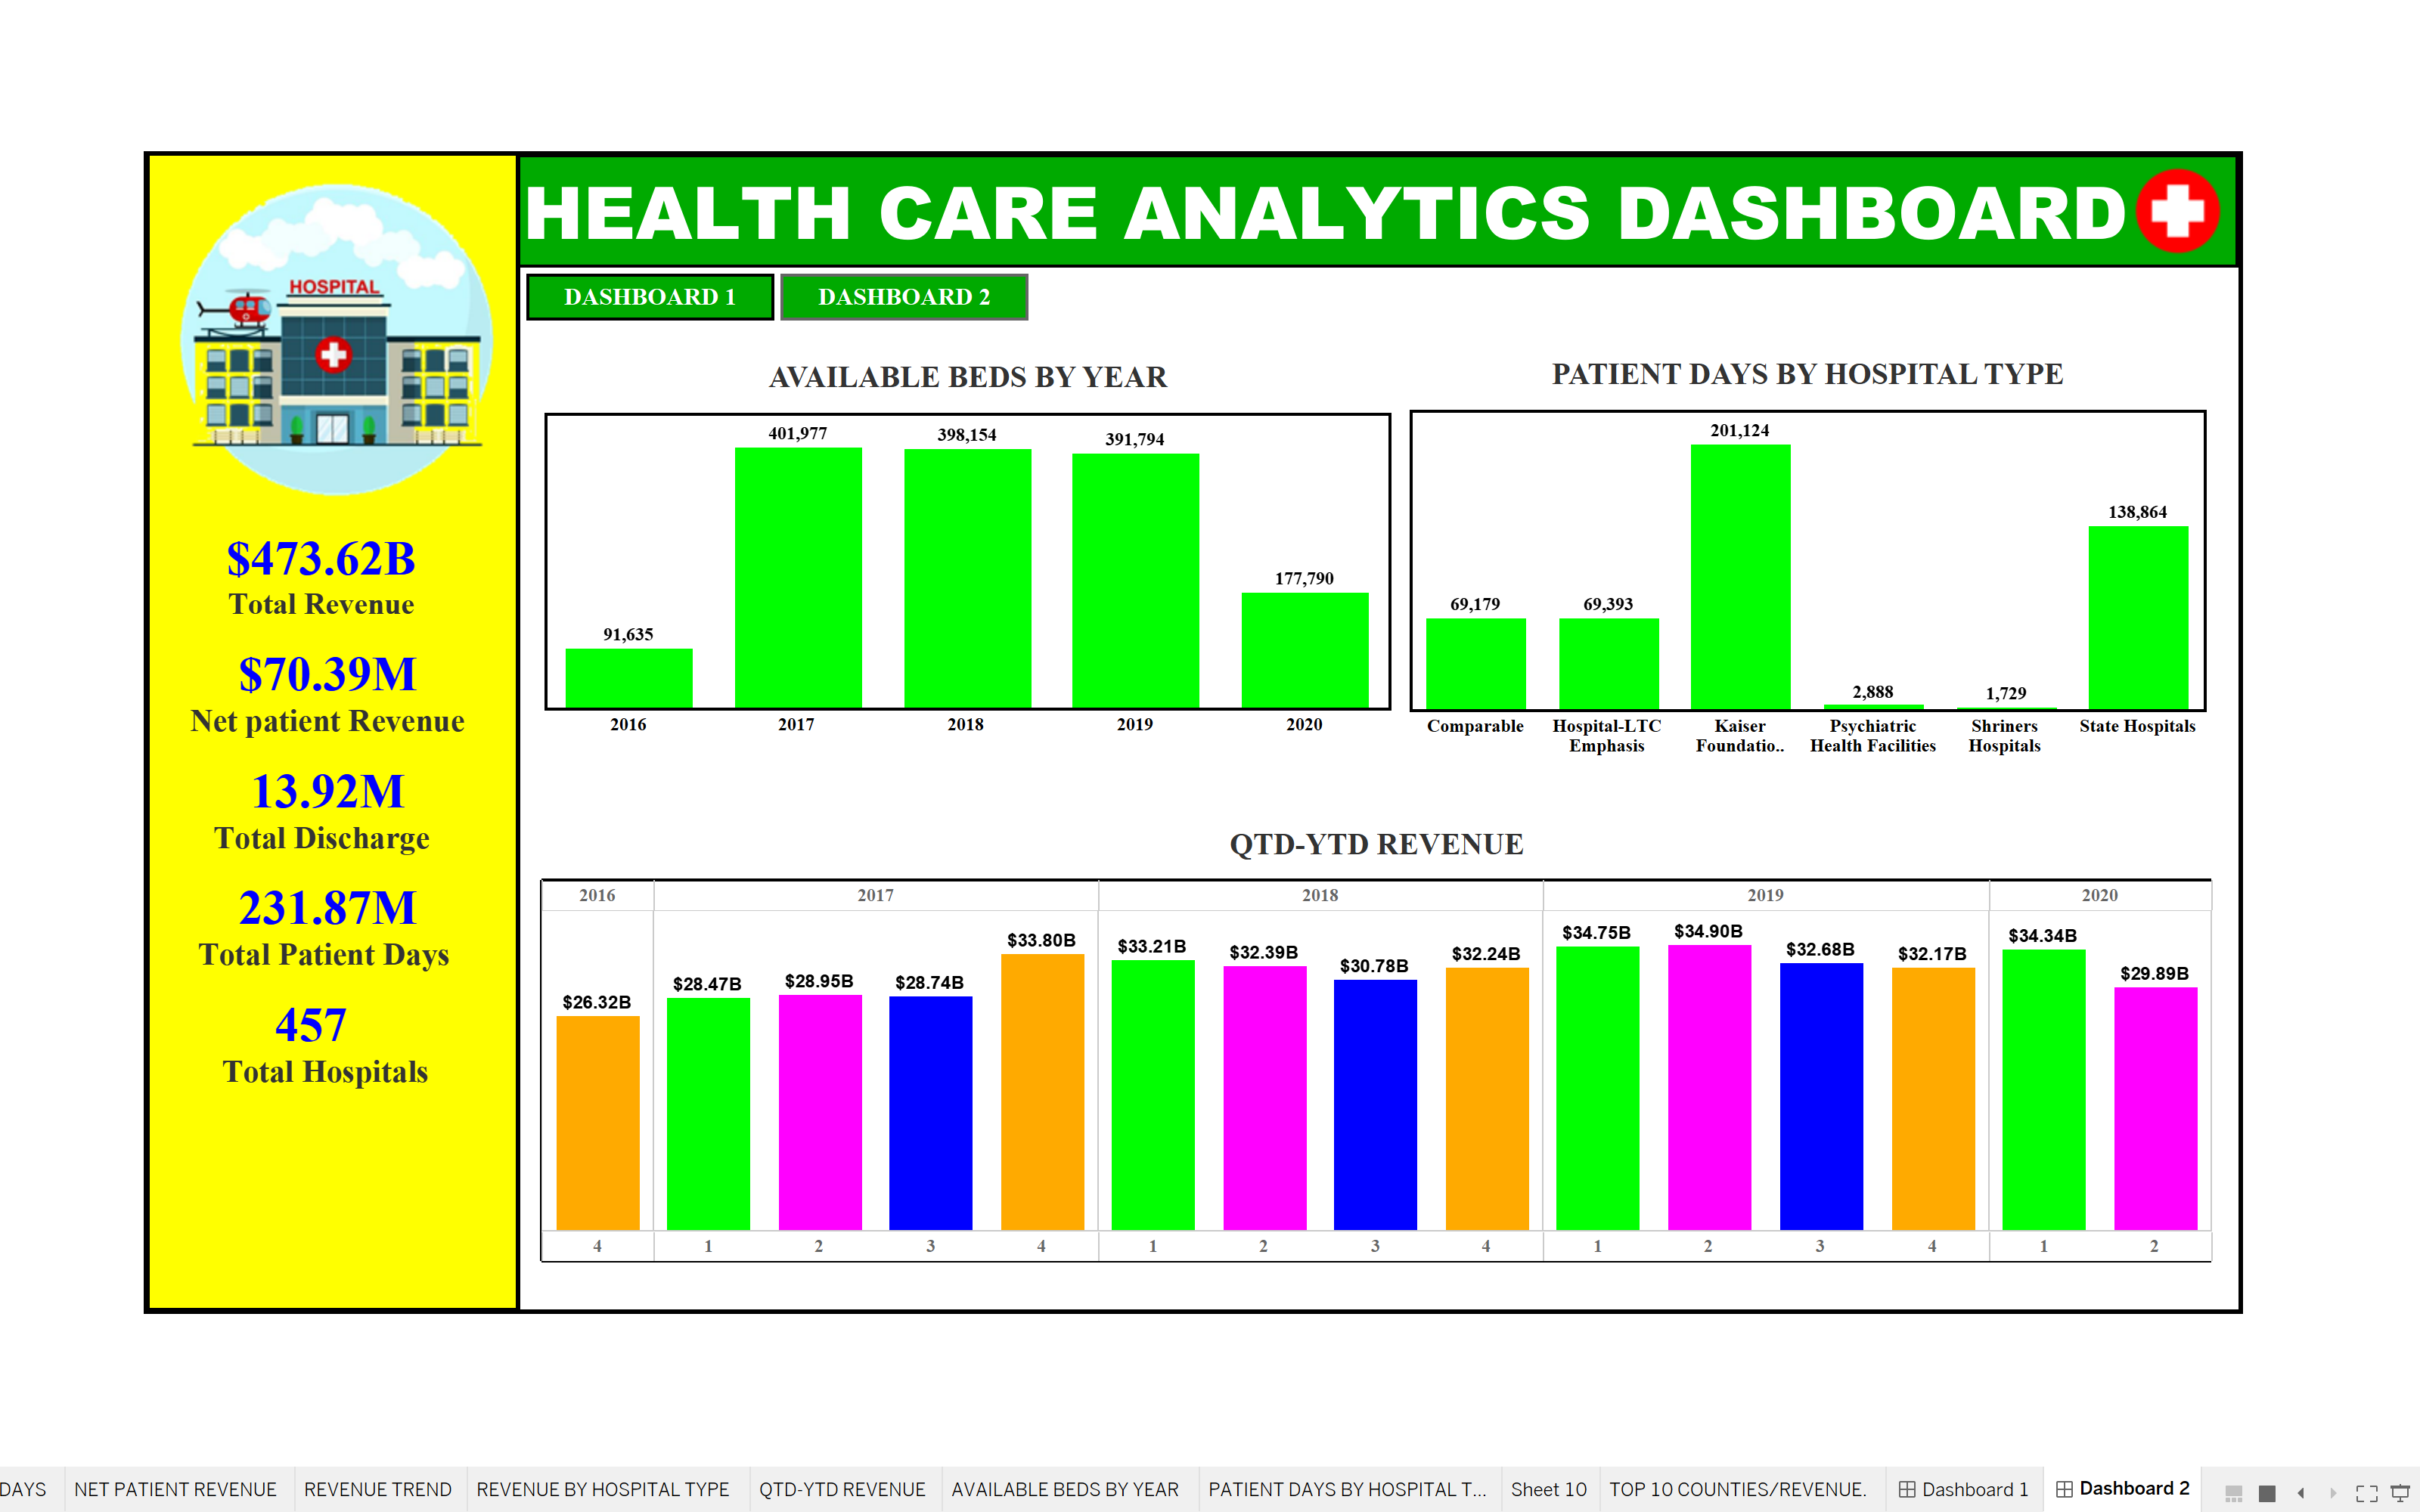 HEALTH CARE ANALYTICS DASHBOARD
HOSPITAL
DASHBOARD 1
DASHBOARD 2
$473.62B
Total Revenue
$70.39M
Net patient Revenue
13.92M
Total Discharge
231.87M
Total Patient Days
457
Total Hospitals
AVAILABLE BEDS BY YEAR
91,635
401,977
398,154
391,794
177,790
2016
2017
2018
2019
2020
PATIENT DAYS BY HOSPITAL TYPE
69,179
69,393
201,124
2,888
1,729
138,864
Comparable
Hospital-LTC
Emphasis
Kaiser
Foundatio..
Psychiatric
Health Facilities
Shriners
Hospitals
State Hospitals
QTD-YTD REVENUE
2016
2017
2018
2019
2020
$26.32B
$28.47B
$28.95B
$28.74B
$33.80B
$33.21B
$32.39B
$30.78B
$32.24B
$34.75B
$34.90B
$32.68B
$32.17B
$34.34B
$29.89B
4
1
2
3
4
1
2
3
4
1
2
3
4
1
2
DAYS
NET PATIENT REVENUE
REVENUE TREND
REVENUE BY HOSPITAL TYPE
QTD-YTD REVENUE
AVAILABLE BEDS BY YEAR
PATIENT DAYS BY HOSPITAL T...
Sheet 10
TOP 10 COUNTIES/REVENUE.
Dashboard 1
Dashboard 2